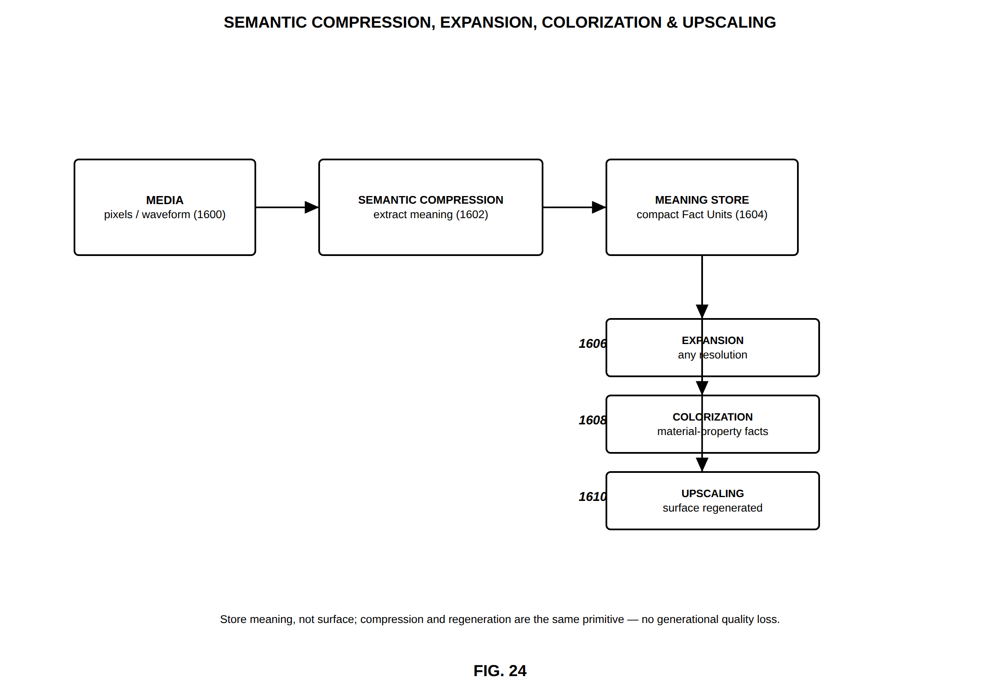 SEMANTIC COMPRESSION, EXPANSION, COLORIZATION & UPSCALING
MEDIA
pixels / waveform (1600)
SEMANTIC COMPRESSION
extract meaning (1602)
MEANING STORE
compact Fact Units (1604)
1606
EXPANSION
any resolution
1608
COLORIZATION
material-property facts
1610
UPSCALING
surface regenerated
Store meaning, not surface; compression and regeneration are the same primitive — no generational quality loss.
FIG. 24